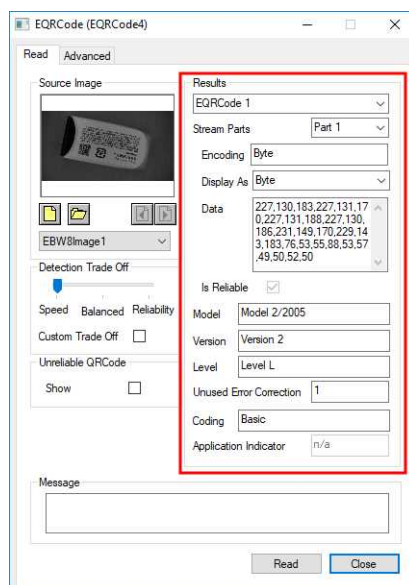 EQRCode (EQRCode4)
Read Advanced
Source Image
EBW8Image1
Detection Trade Off
Speed Balanced Reliability
Custom Trade Off
Unreliable QRCode
Show
Results
EQRCode 1
Stream Parts Part 1
Encoding Byte
Display As Byte
Data 227,130,183,227,131,17
0,227,131,188,227,130,
186,231,149,170,229,14
3,183,76,53,55,88,53,57
,49,50,52,50
Is Reliable
Model Model 2/2005
Version Version 2
Level Level L
Unused Error Correction 1
Coding Basic
Application Indicator n/a
Message
Read Close